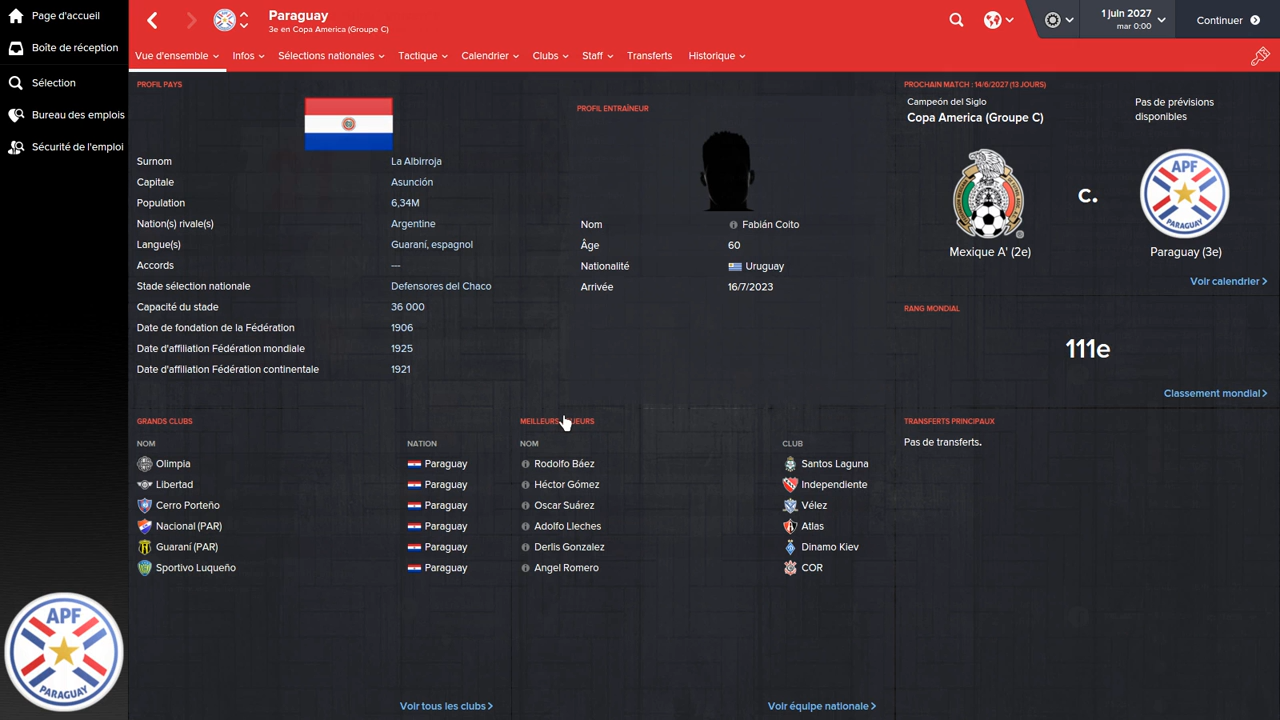 Page d'accueil
Boîte de réception
Sélection
Bureau des emplois
Sécurité de l'emploi
Paraguay
3e en Copa America (Groupe C)
1 juin 2027
mar 0:00
Continuer
Vue d'ensemble
Infos
Sélections nationales
Tactique
Calendrier
Clubs
Staff
Transferts
Historique
PROFIL PAYS
Surnom La Albirroja
Capitale Asunción
Population 6,34M
Nation(s) rivale(s) Argentine
Langue(s) Guaraní, espagnol
Accords ---
Stade sélection nationale Defensores del Chaco
Capacité du stade 36 000
Date de fondation de la Fédération 1906
Date d'affiliation Fédération mondiale 1925
Date d'affiliation Fédération continentale 1921
PROFIL ENTRAÎNEUR
Nom Fabián Coito
Âge 60
Nationalité Uruguay
Arrivée 16/7/2023
PROCHAIN MATCH : 14/6/2027 (13 JOURS)
Campeón del Siglo
Copa America (Groupe C)
Pas de prévisions
disponibles
c.
APF
PARAGUAY
Mexique A' (2e)
Paraguay (3e)
Voir calendrier
RANG MONDIAL
111e
Classement mondial
GRANDS CLUBS
NOM NATION
Olimpia Paraguay
Libertad Paraguay
Cerro Porteño Paraguay
Nacional (PAR) Paraguay
Guaraní (PAR) Paraguay
Sportivo Luqueño Paraguay
Voir tous les clubs
MEILLEURS
NOM CLUB
Rodolfo Báez Santos Laguna
Héctor Gómez Independiente
Oscar Suárez Vélez
Adolfo Lleches Atlas
Derlis Gonzalez Dinamo Kiev
Angel Romero COR
Voir équipe nationale
TRANSFERTS PRINCIPAUX
Pas de transferts.
APF
PARAGUAY